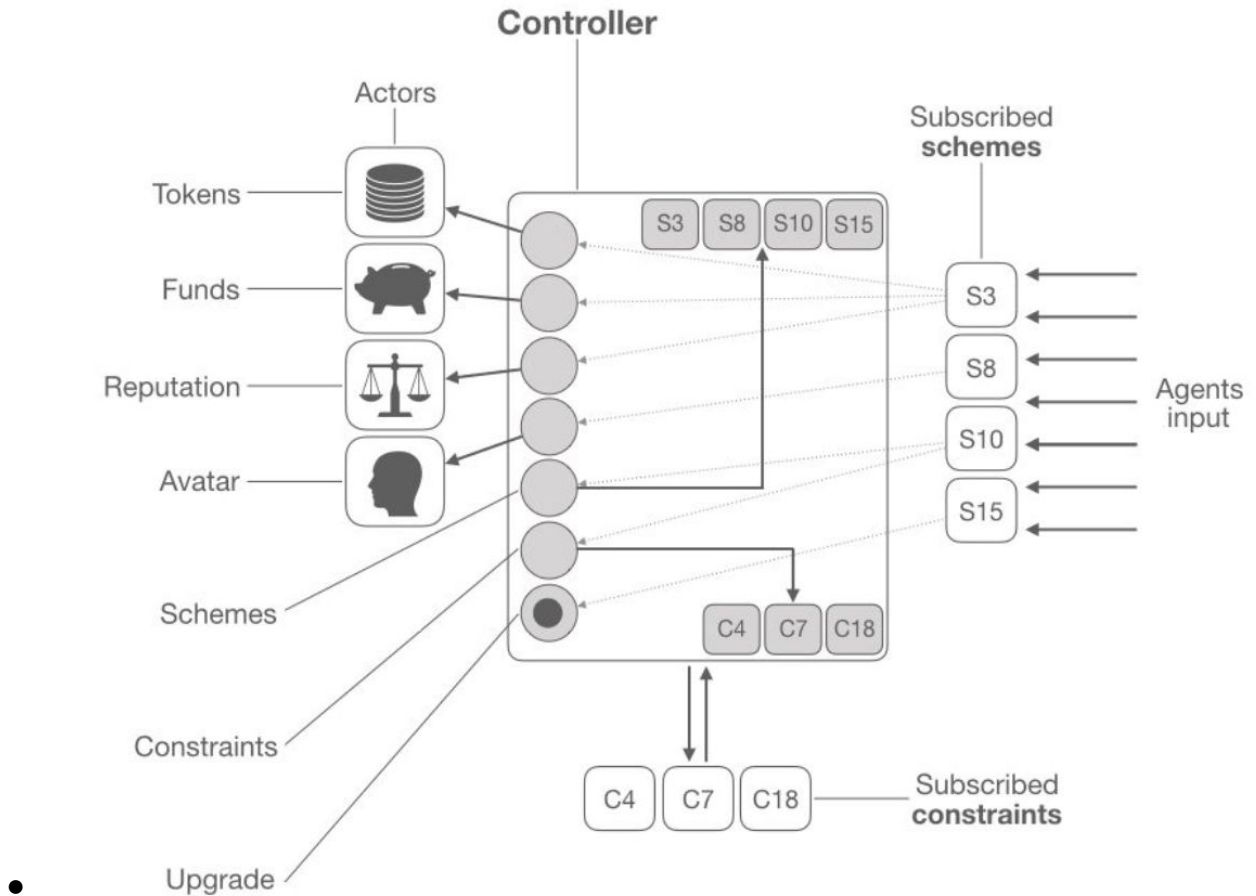 Controller
Actors
Subscribed
schemes
Tokens
S3 S8 S10 S15
Funds
S3
Reputation
S8
Agents
input
S10
Avatar
S15
Schemes
C4 C7 C18
Constraints
C4 C7 C18
Subscribed
constraints
Upgrade